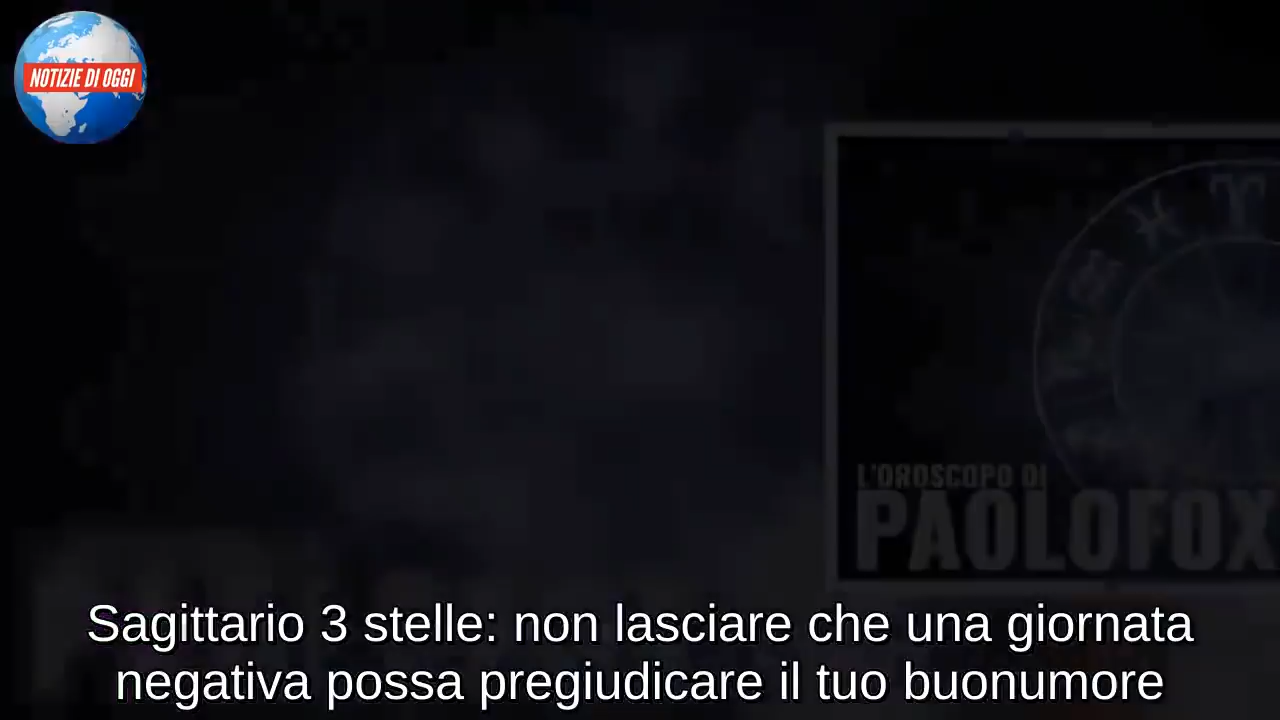 NOTIZIE DI OGGI
L'OROSCOPO DI
PAOLOFOX
Sagittario 3 stelle: non lasciare che una giornata
negativa possa pregiudicare il tuo buonumore